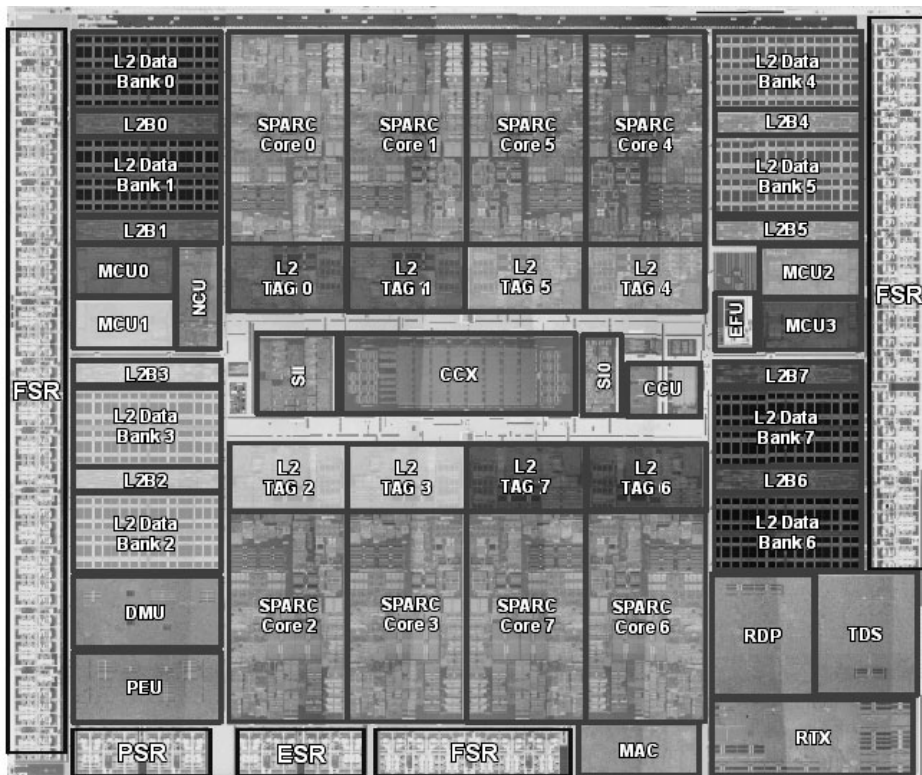 L2 Data
Bank 0
L2B0
L2 Data
Bank 1
L2B1
MCU0
MCU1
NCU
FSR
L2B3
L2 Data
Bank 3
L2B2
L2 Data
Bank 2
DMU
PEU
PSR
SPARC
Core 0
SPARC
Core 1
SPARC
Core 5
SPARC
Core 4
L2
TAG 0
L2
TAG 1
L2
TAG 5
L2
TAG 4
SII
CCX
SIO
CCU
L2
TAG 2
L2
TAG 3
L2
TAG 7
L2
TAG 6
SPARC
Core 2
SPARC
Core 3
SPARC
Core 7
SPARC
Core 6
ESR
FSR
MAC
L2 Data
Bank 4
L2B4
L2 Data
Bank 5
L2B5
MCU2
EFU
MCU3
FSR
L2B7
L2 Data
Bank 7
L2B6
L2 Data
Bank 6
RDP
TDS
RTX